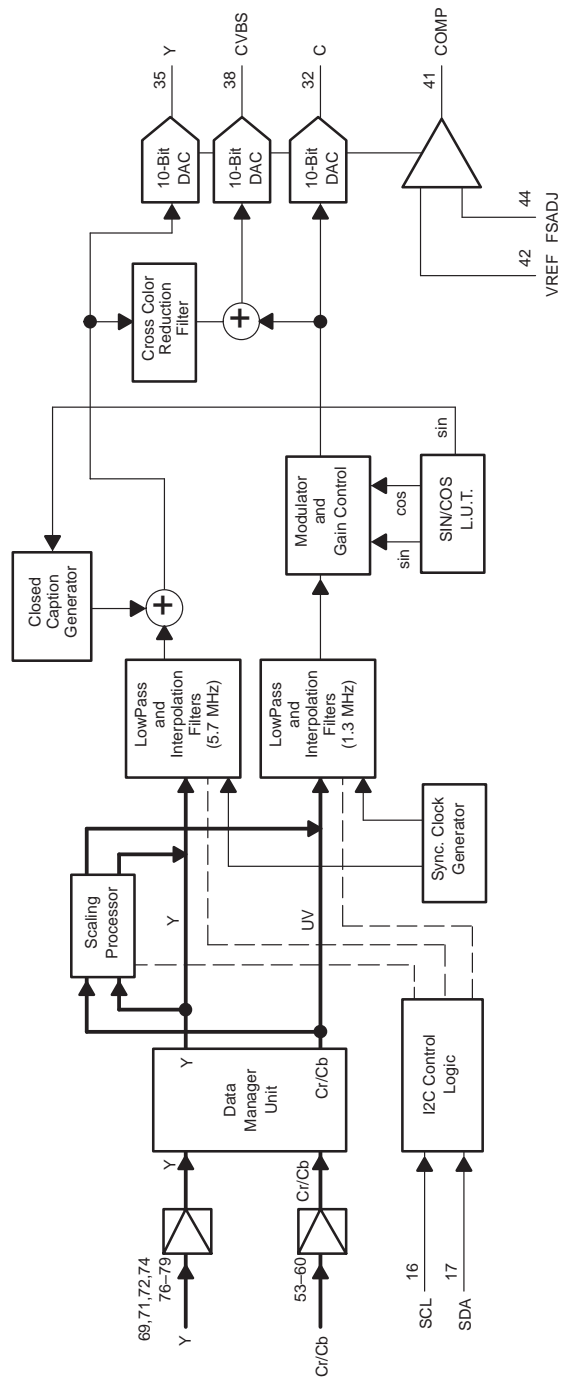 Y
69,71,72,74
76–79
Cr/Cb
53–60
Y
Cr/Cb
Data
Manager
Unit
Y
Cr/Cb
SCL
16
SDA
17
I2C Control
Logic
Scaling
Processor
Y
UV
Sync. Clock
Generator
LowPass
and
Interpolation
Filters
(5.7 MHz)
LowPass
and
Interpolation
Filters
(1.3 MHz)
Closed
Caption
Generator
+
Modulator
and
Gain Control
sin
cos
SIN/COS
L.U.T.
sin
Cross Color
Reduction
Filter
+
10-Bit
DAC
35
Y
10-Bit
DAC
38
CVBS
10-Bit
DAC
32
C
41
COMP
42
44
VREF FSADJ